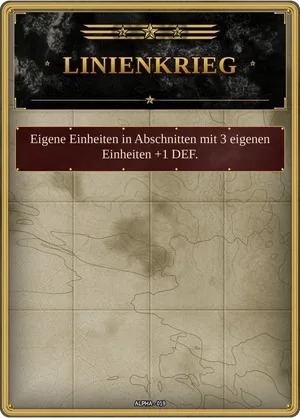 LINIENKRIEG
Eigene Einheiten in Abschnitten mit 3 eigenen
Einheiten +1 DEF.
ALPHA - 019